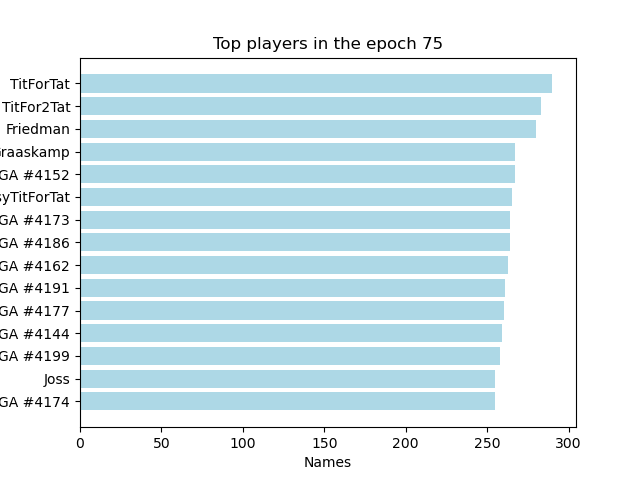 Top players in the epoch 75
TitForTat
TitFor2Tat
Friedman
raaskamp
GA #4152
yTitForTat
GA #4173
GA #4186
GA #4162
GA #4191
GA #4177
GA #4144
GA #4199
Joss
GA #4174
0 50 100 150 200 250 300
Names